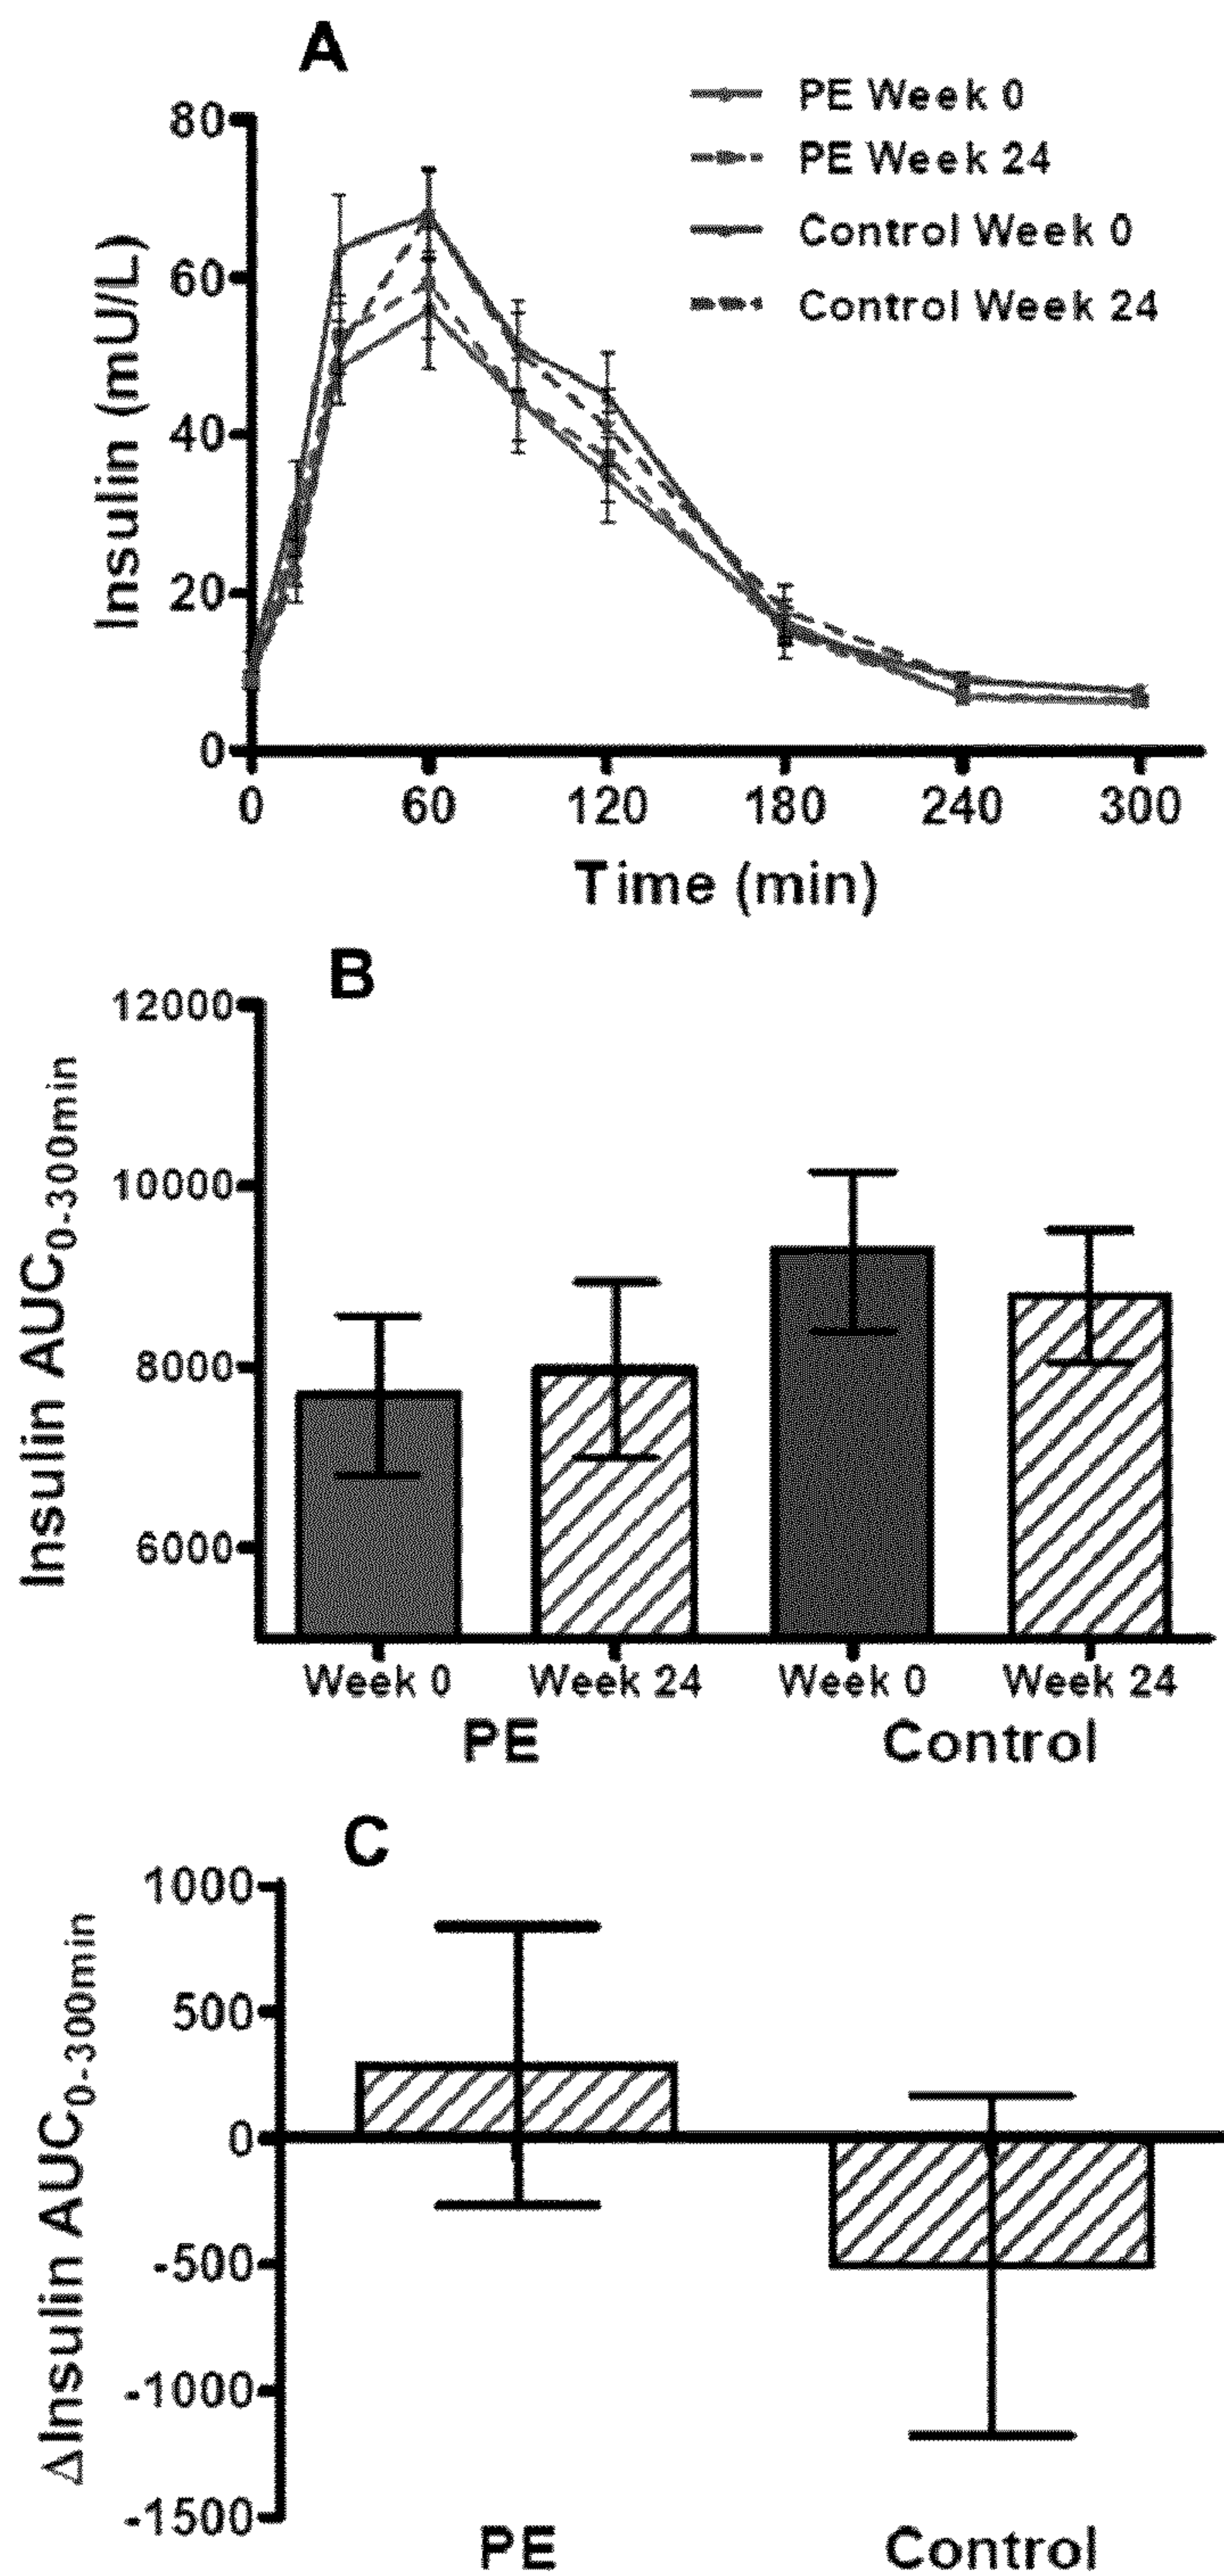 A
PE Week 0
PE Week 24
Control Week 0
Control Week 24
80
60
40
20
0
Insulin (mU/L)
0 60 120 180 240 300
Time (min)
B
12000
10000
8000
6000
Insulin AUC0-300min
Week 0 Week 24 Week 0 Week 24
PE Control
C
1000
500
0
-500
-1000
-1500
ΔInsulin AUC0-300min
PE Control